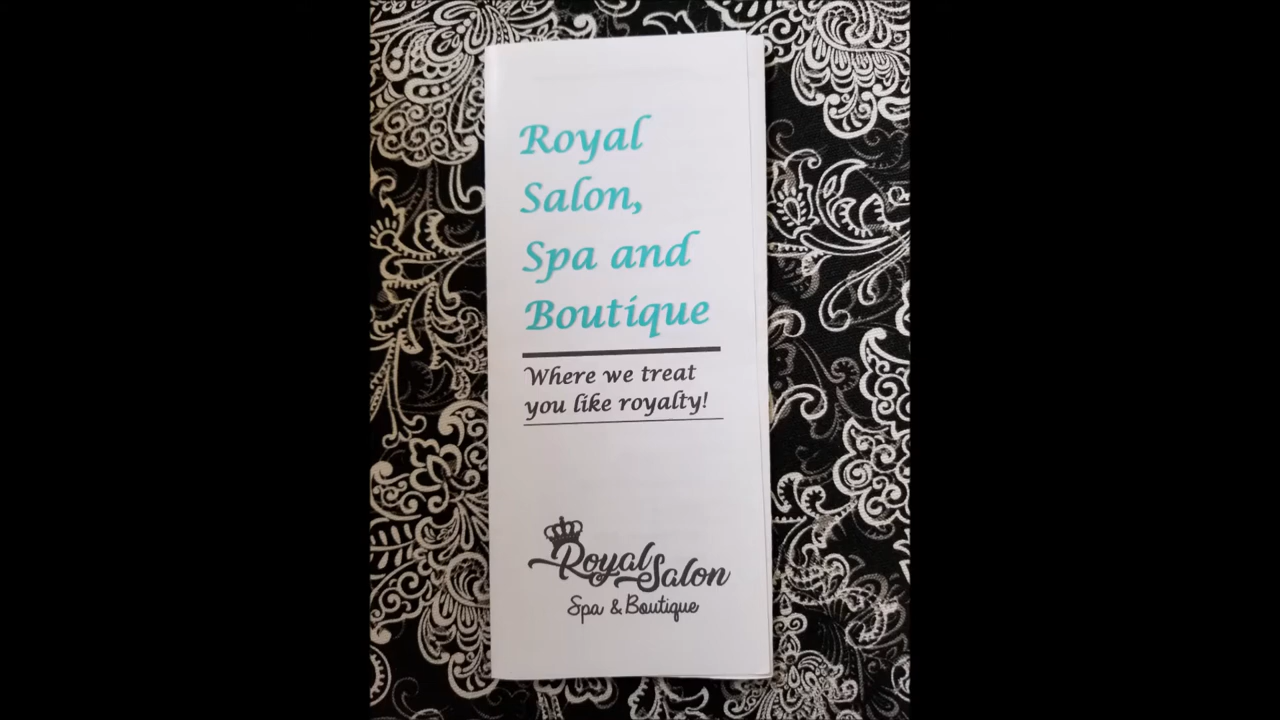 Royal
Salon,
Spa and
Boutique
Where we treat
you like royalty!
Royal Salon
Spa & Boutique